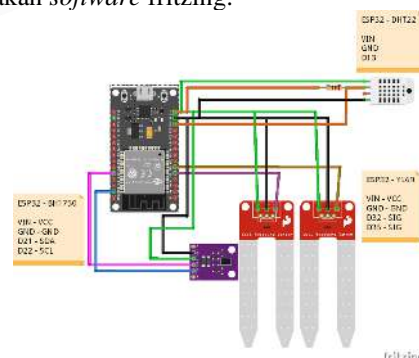 akan software fritzing.
ESP32 - DHT22
VIN
GND
D13
ESP32 - YL69
VIN - VCC
GND - GND
D32 - SIG
D35 - SIG
ESP32 - BH1750
VIN - VCC
GND - GND
D21 - SDA
D22 - SCL
fritzing